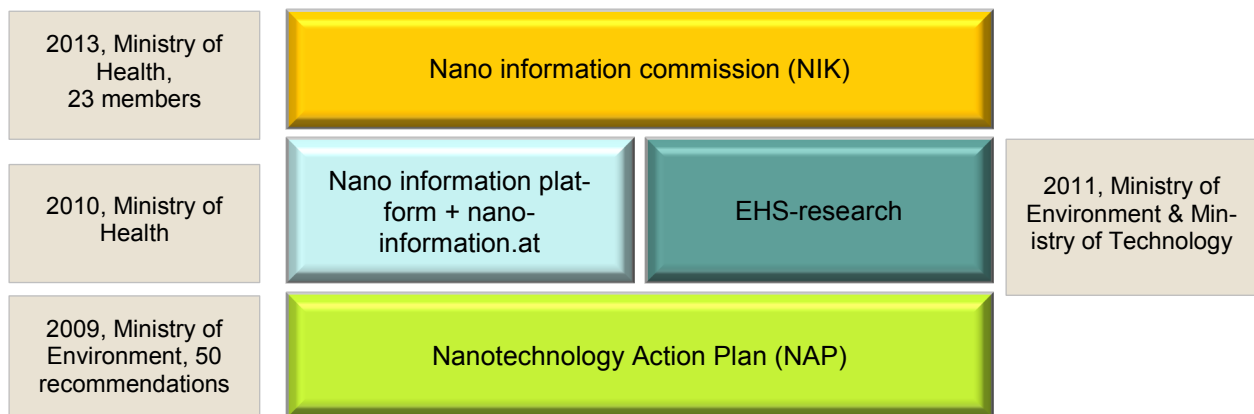 2013, Ministry of
Health,
23 members
Nano information commission (NIK)
2010, Ministry of
Health
Nano information plat-
form + nano-
information.at
EHS-research
2011, Ministry of
Environment & Min-
istry of Technology
2009, Ministry of
Environment, 50
recommendations
Nanotechnology Action Plan (NAP)